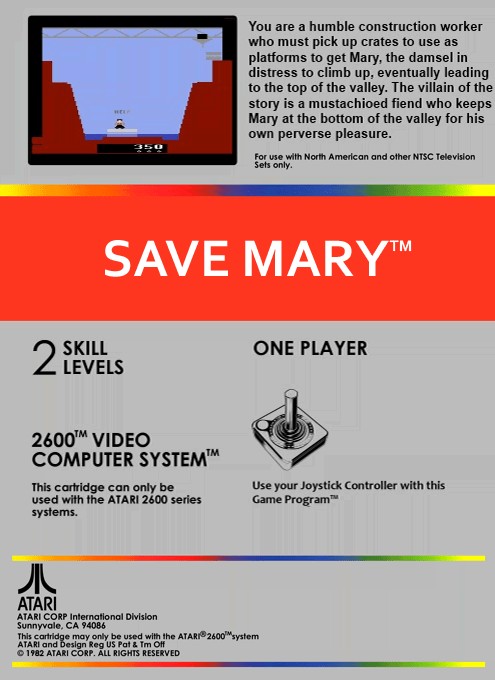 HELP
350
You are a humble construction worker
who must pick up crates to use as
platforms to get Mary, the damsel in
distress to climb up, eventually leading
to the top of the valley. The villain of the
story is a mustachioed fiend who keeps
Mary at the bottom of the valley for his
own perverse pleasure.
For use with North American and other NTSC Television
Sets only.
SAVE MARY™
2 SKILL
LEVELS
ONE PLAYER
2600™ VIDEO
COMPUTER SYSTEM™
This cartridge can only be
used with the ATARI 2600 series
systems.
Use your Joystick Controller with this
Game Program™
ATARI
ATARI CORP International Division
Sunnyvale, CA 94086
This cartridge may only be used with the ATARI®2600™system
ATARI and Design Reg US Pat & Tm Off
© 1982 ATARI CORP. ALL RIGHTS RESERVED